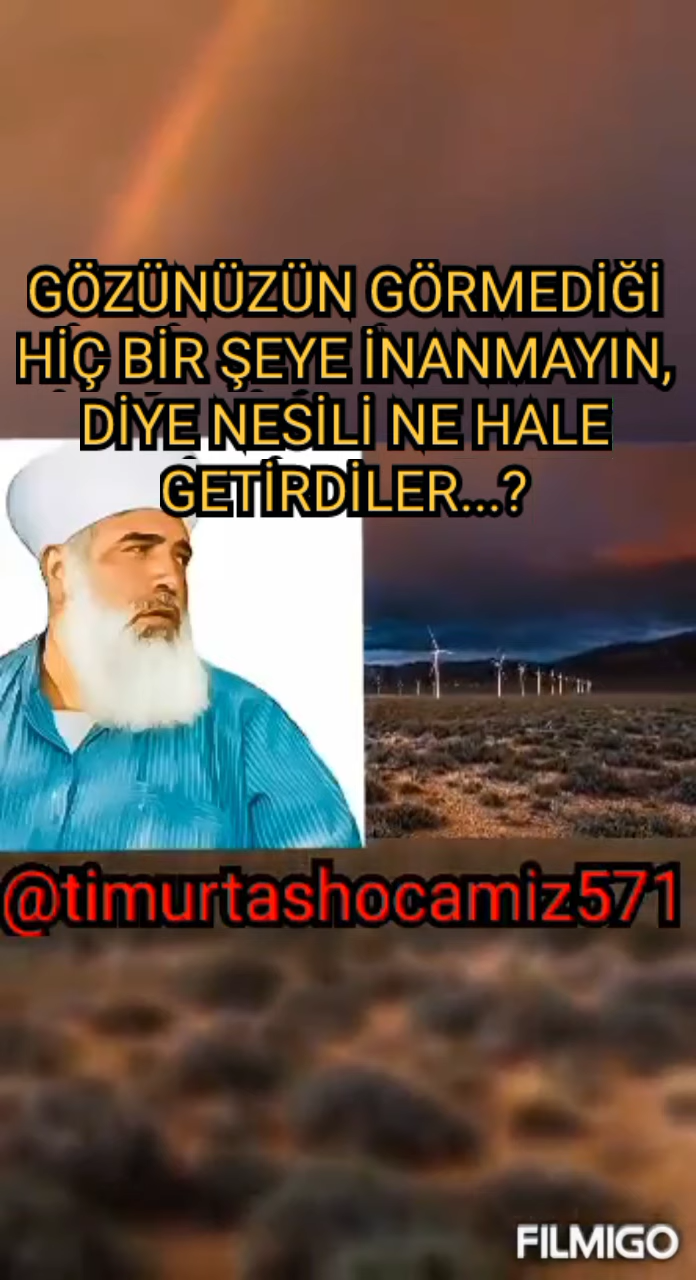 GÖZÜNÜZÜN GÖRMEDİĞİ
HİÇ BİR ŞEYE İNANMAYIN,
DİYE NESİLİ NE HALE
GETİRDİLER...?
@timurtashocamiz571
FILMIGO